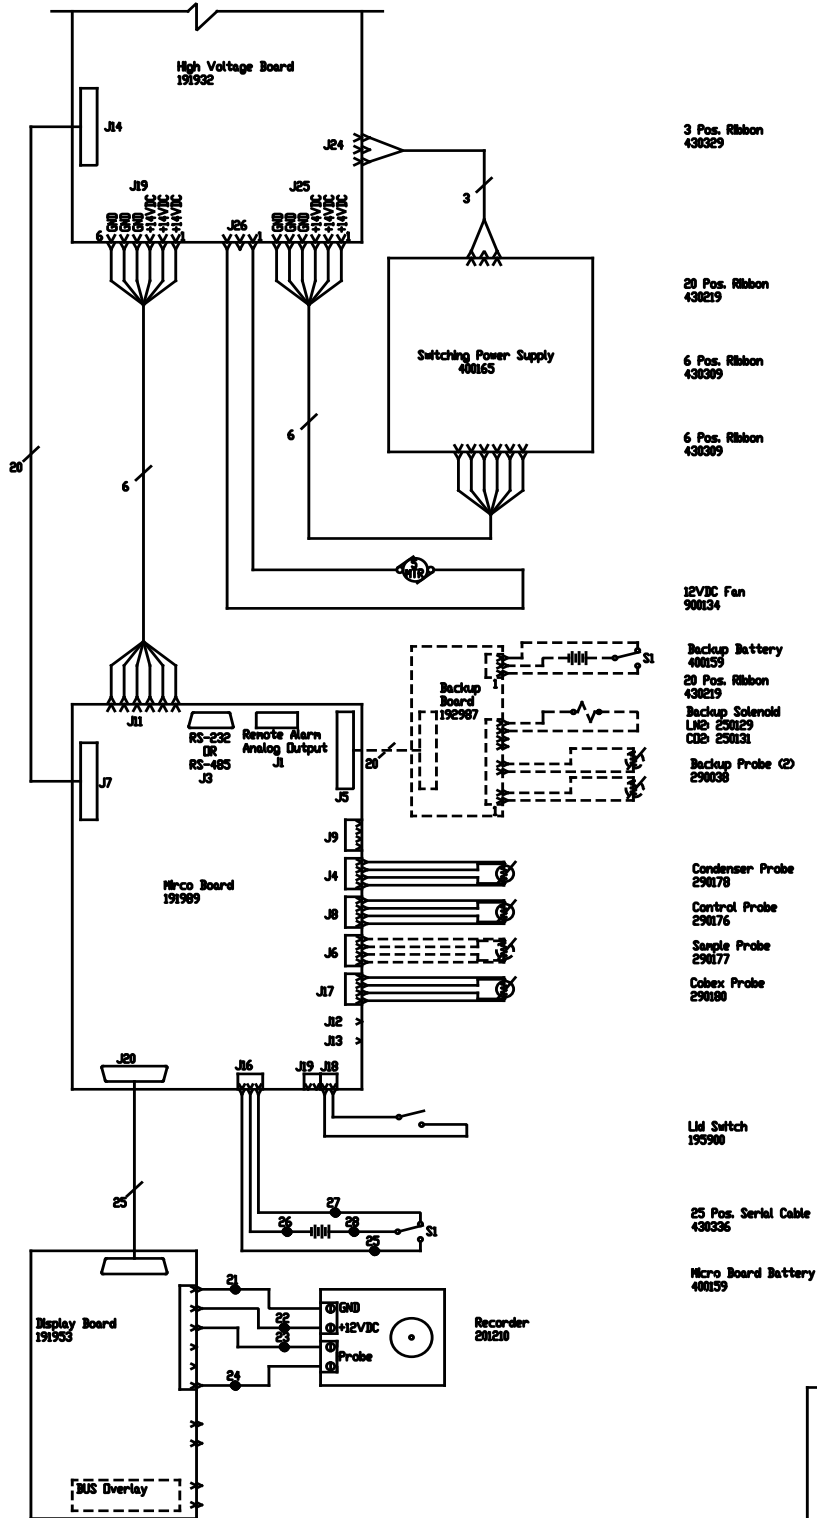 High Voltage Board
191932
J14
J24
3 Pos. Ribbon
430329
J19
J25
3
GND
GND
GND
+14VDC
+14VDC
+14VDC
J26
GND
GND
GND
+14VDC
+14VDC
+14VDC
6
1
1
1
20 Pos. Ribbon
430219
Switching Power Supply
400165
6 Pos. Ribbon
430309
6
6 Pos. Ribbon
430309
20
6
5
MTR
12VDC Fan
900134
S1
Backup Battery
400159
1
Backup
Board
192987
20 Pos. Ribbon
430219
J11
RS-232
OR
RS-485
J3
Remote Alarm
Analog Output
J1
Backup Solenoid
LN2: 250129
CO2: 250131
20
J7
J5
Backup Probe (2)
290038
1
J9
Mirco Board
191989
J4
Condenser Probe
290178
J8
Control Probe
290176
J6
Sample Probe
290177
J17
Cobex Probe
290180
J12
J13
J20
J16
J19
J18
Lid Switch
195900
25
27
26
28
S1
25
25 Pos. Serial Cable
430336
Micro Board Battery
400159
21
GND
Display Board
191953
22
+12VDC
23
Probe
24
Recorder
201210
BUS Overlay